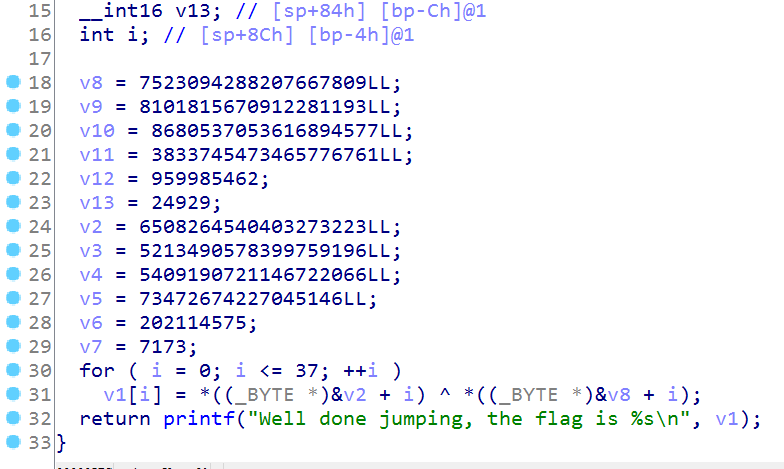 15 __int16 v13; // [sp+84h] [bp-Ch]@1
16 int i; // [sp+8Ch] [bp-4h]@1
17
18 v8 = 7523094288207667809LL;
19 v9 = 8101815670912281193LL;
20 v10 = 8680537053616894577LL;
21 v11 = 3833745473465776761LL;
22 v12 = 959985462;
23 v13 = 24929;
24 v2 = 6508264540403273223LL;
25 v3 = 5213490578399759196LL;
26 v4 = 5409190721146722066LL;
27 v5 = 73472674227045146LL;
28 v6 = 202114575;
29 v7 = 7173;
30 for ( i = 0; i <= 37; ++i )
31 v1[i] = *((_BYTE *)&v2 + i) ^ *((_BYTE *)&v8 + i);
32 return printf("Well done jumping, the flag is %s\n", v1);
33 }